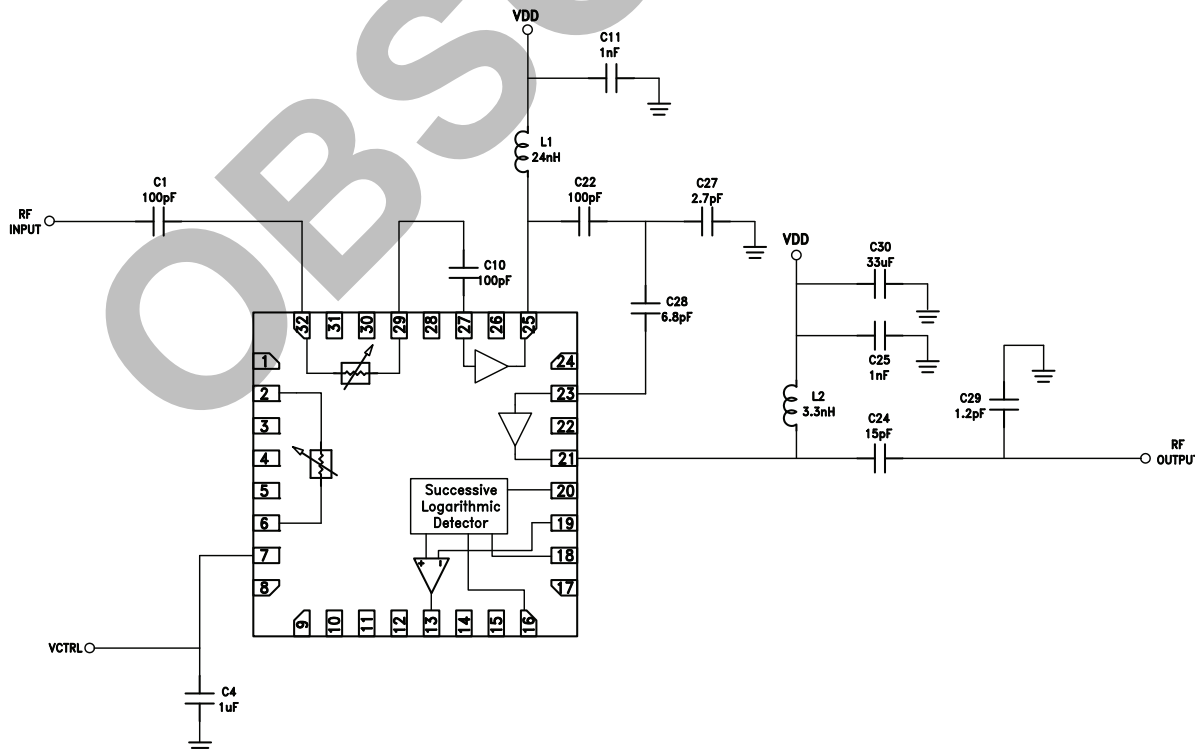 OBS
VDD
C11
1nF
L1
24nH
C1
100pF
C22
100pF
C27
2.7pF
RF
INPUT
VDD
C30
33uF
C10
100pF
C28
6.8pF
32
31
30
29
28
27
26
25
1
24
C25
1nF
2
23
L2
3.3nH
C29
1.2pF
3
22
C24
15pF
4
21
RF
OUTPUT
5
Successive
Logarithmic
Detector
20
6
19
7
+
-
18
8
17
9
10
11
12
13
14
15
16
VCTRL
C4
1uF